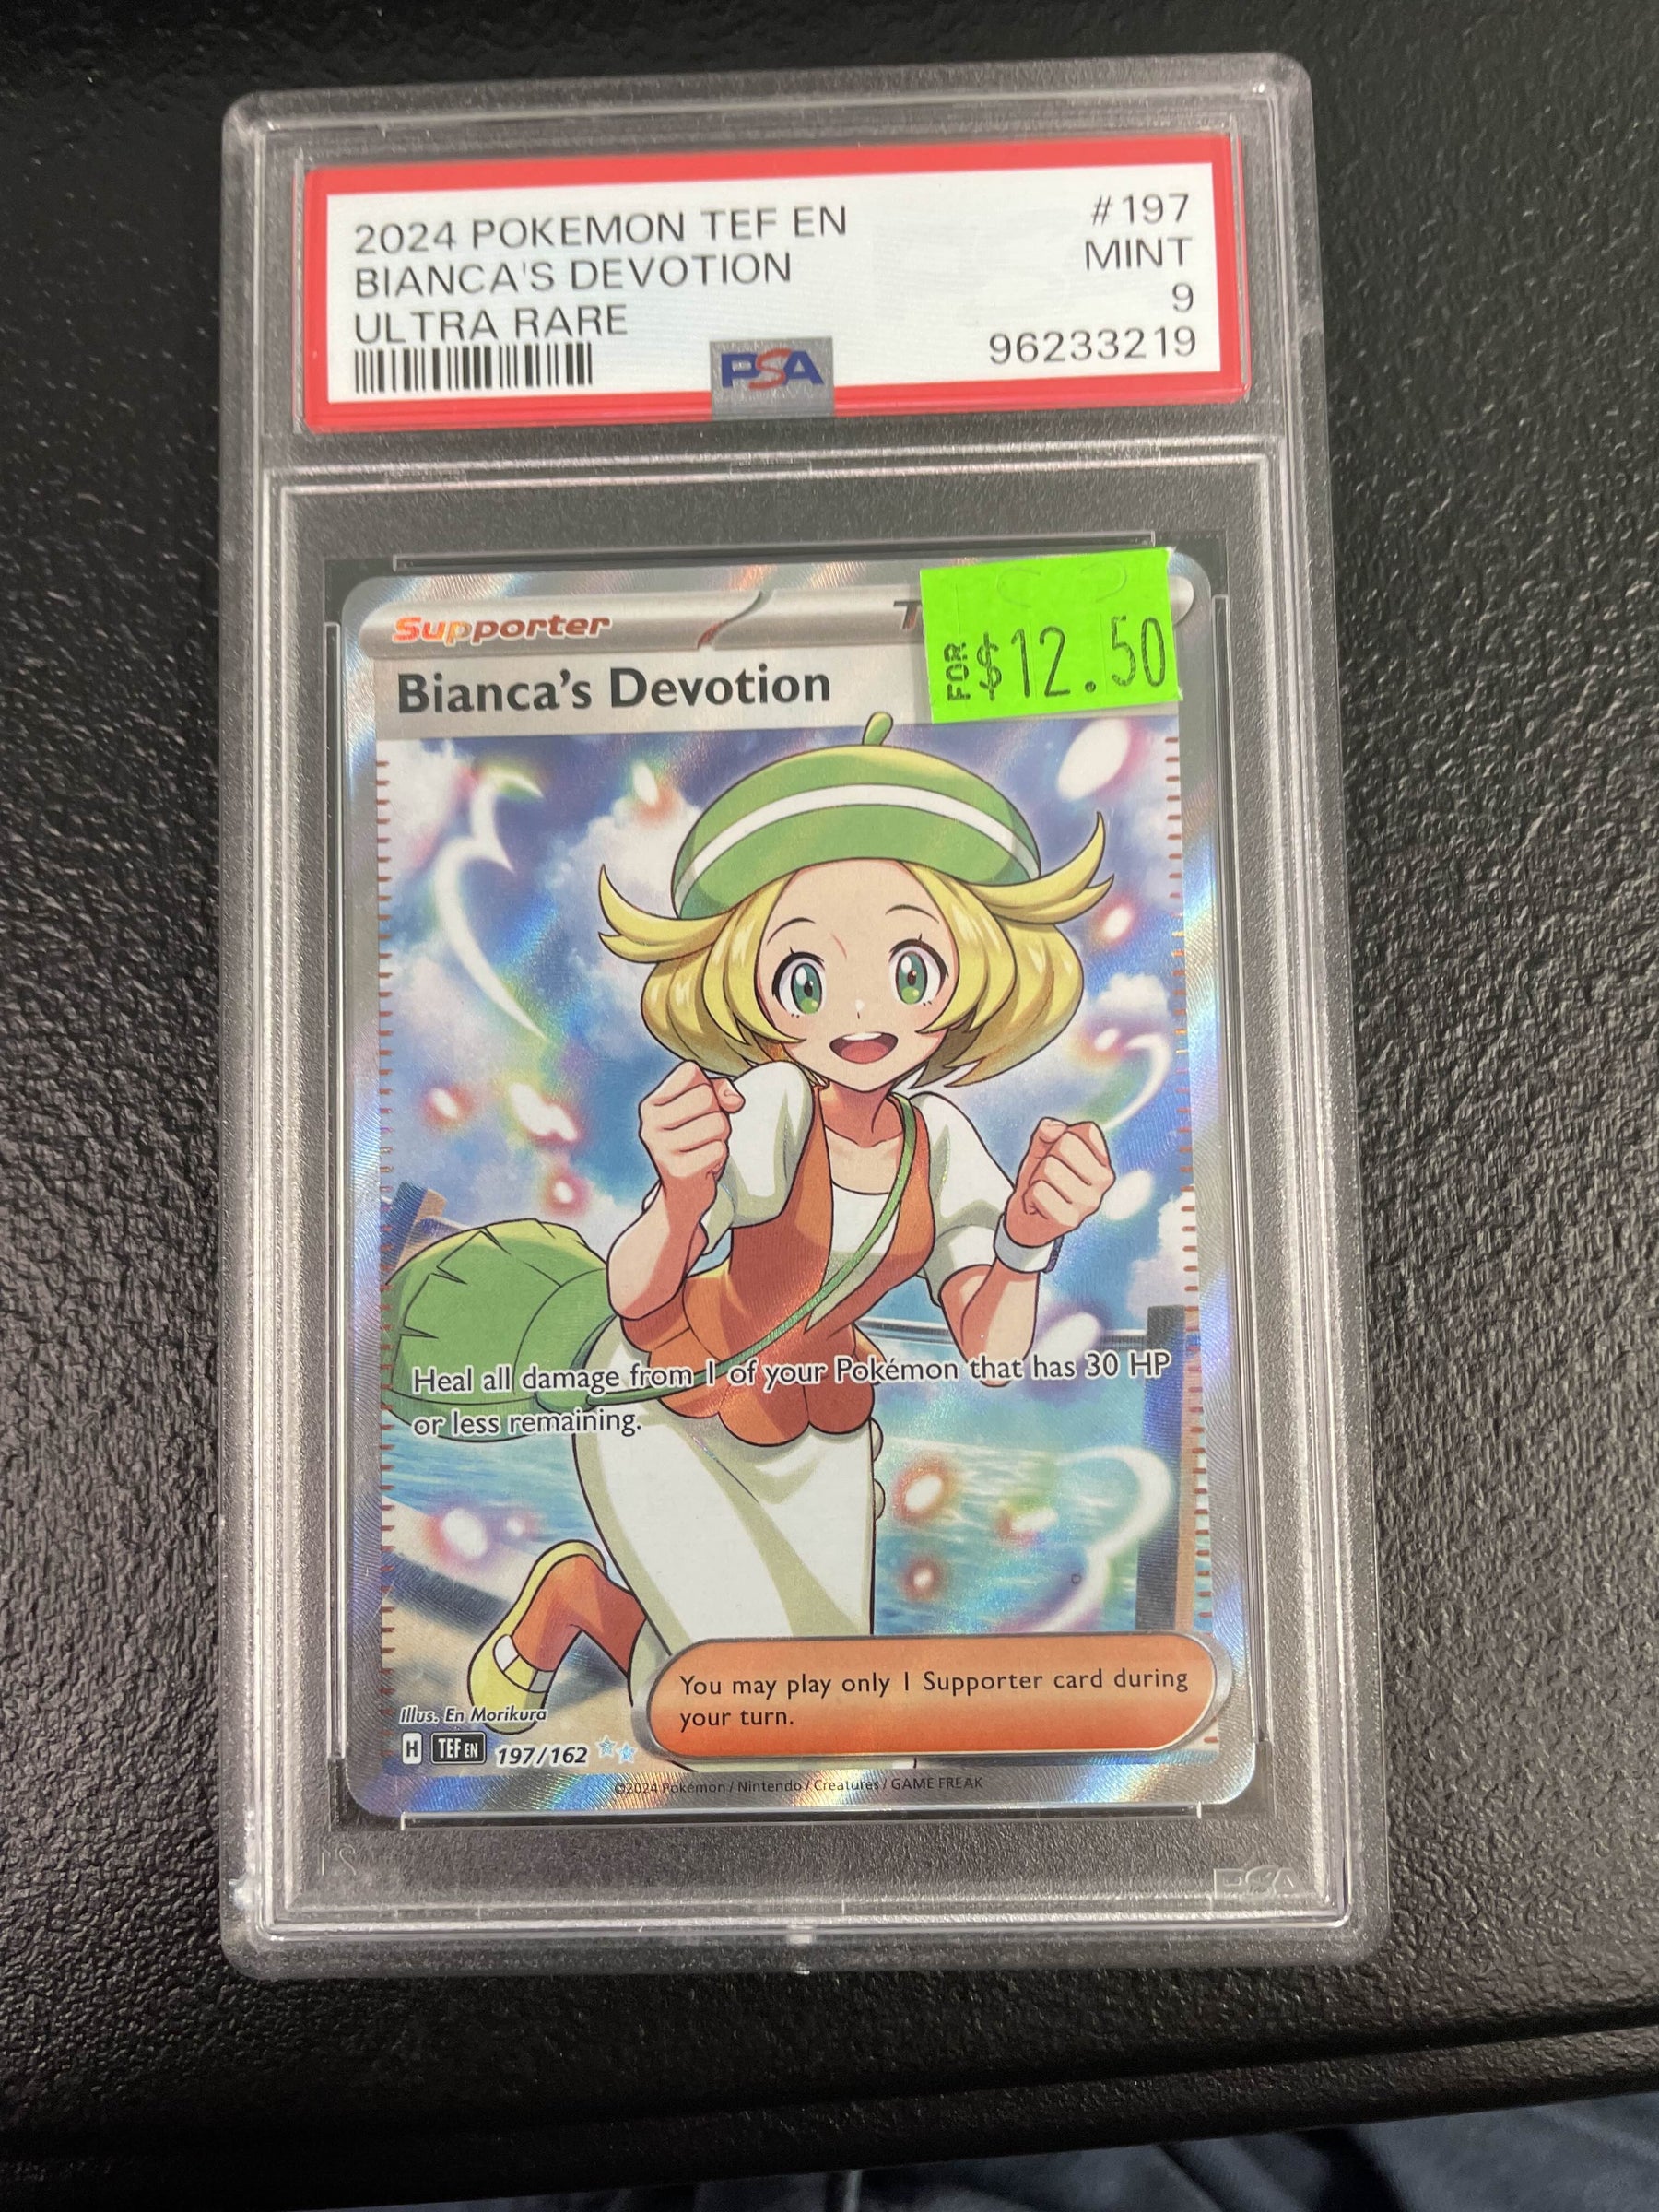 2024 POKEMON TEF EN
#197
BIANCA'S DEVOTION
MINT
ULTRA RARE
9
PSA
96233219
Supporter
T
FOR $12.50
Bianca's Devotion
Heal all damage from 1 of your Pokémon that has 30 HP
or less remaining.
You may play only 1 Supporter card during
your turn.
Illus. En Morikura
H TEF EN 197/162
©2024 Pokémon / Nintendo / Creatures / GAME FREAK
PSA